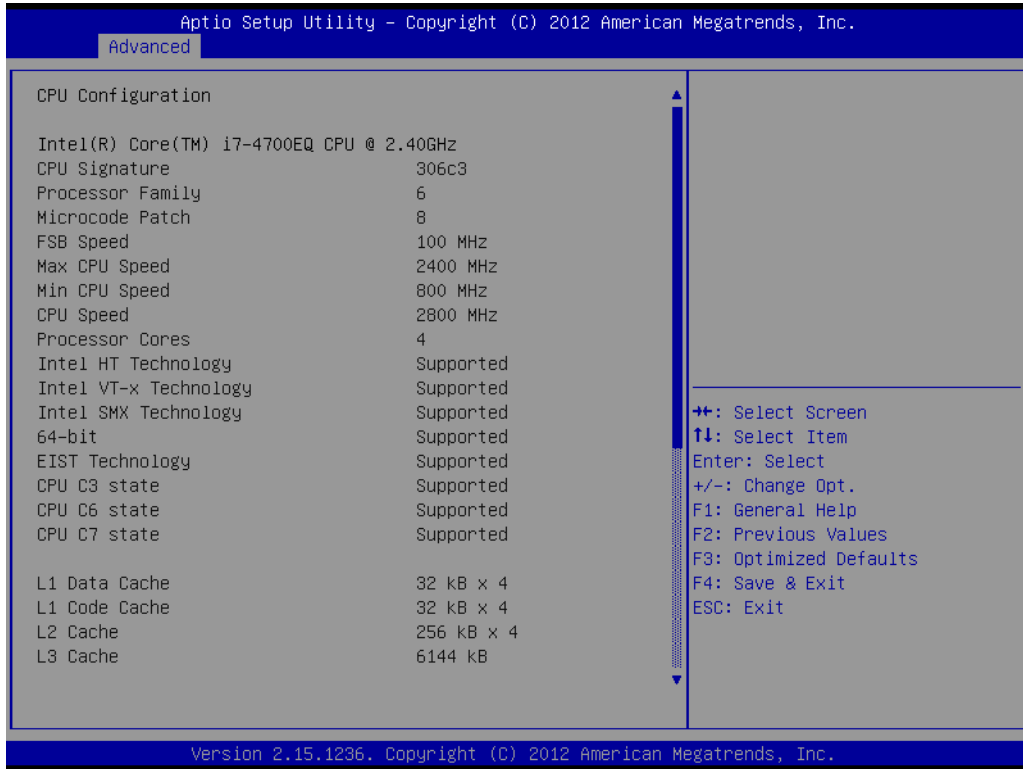 Aptio Setup Utility – Copyright (C) 2012 American Megatrends, Inc.
Advanced
CPU Configuration
Intel(R) Core(TM) i7-4700EQ CPU @ 2.40GHz
CPU Signature 306c3
Processor Family 6
Microcode Patch 8
FSB Speed 100 MHz
Max CPU Speed 2400 MHz
Min CPU Speed 800 MHz
CPU Speed 2800 MHz
Processor Cores 4
Intel HT Technology Supported
Intel VT-x Technology Supported
Intel SMX Technology Supported
64-bit Supported
EIST Technology Supported
CPU C3 state Supported
CPU C6 state Supported
CPU C7 state Supported
L1 Data Cache 32 kB x 4
L1 Code Cache 32 kB x 4
L2 Cache 256 kB x 4
L3 Cache 6144 kB
→←: Select Screen
↑↓: Select Item
Enter: Select
+/-: Change Opt.
F1: General Help
F2: Previous Values
F3: Optimized Defaults
F4: Save & Exit
ESC: Exit
Version 2.15.1236. Copyright (C) 2012 American Megatrends, Inc.